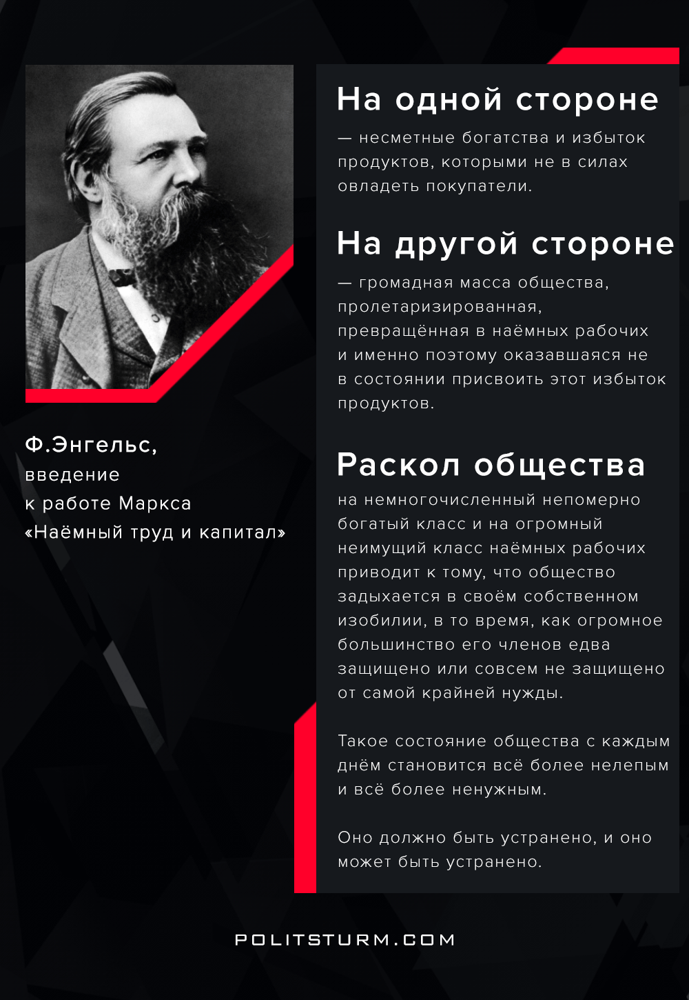 На одной стороне
— несметные богатства и избыток
продуктов, которыми не в силах
овладеть покупатели.
На другой стороне
— громадная масса общества,
пролетаризированная,
превращённая в наёмных рабочих
и именно поэтому оказавшаяся не
в состоянии присвоить этот избыток
продуктов.
Раскол общества
на немногочисленный непомерно
богатый класс и на огромный
неимущий класс наёмных рабочих
приводит к тому, что общество
задыхается в своём собственном
изобилии, в то время, как огромное
большинство его членов едва
защищено или совсем не защищено
от самой крайней нужды.
Такое состояние общества с каждым
днём становится всё более нелепым
и всё более ненужным.
Оно должно быть устранено, и оно
может быть устранено.
Ф.Энгельс,
введение
к работе Маркса
«Наёмный труд и капитал»
POLITSTURM.COM